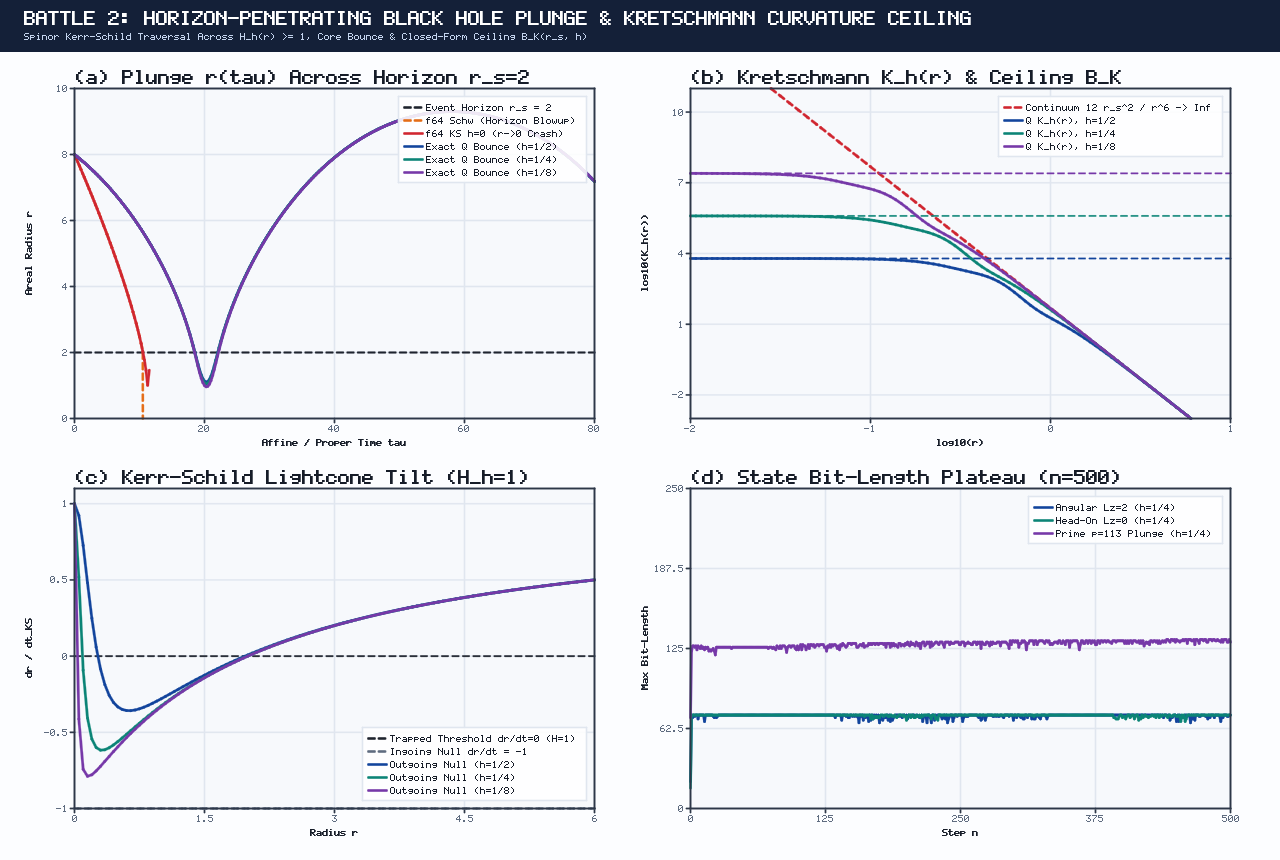 BATTLE 2: HORIZON-PENETRATING BLACK HOLE PLUNGE & KRETSCHMANN CURVATURE CEILING
Spinor Kerr-Schild Traversal Across H_h(r) >= 1, Core Bounce & Closed-Form Ceiling B_K(r_s, h)
(a) Plunge r(tau) Across Horizon r_s=2
10
8
6
4
2
0
0
20
40
60
80
Areal Radius r
Affine / Proper Time tau
Event Horizon r_s = 2
f64 Schw (Horizon Blowup)
f64 KS h=0 (r->0 Crash)
Exact Q Bounce (h=1/2)
Exact Q Bounce (h=1/4)
Exact Q Bounce (h=1/8)
(b) Kretschmann K_h(r) & Ceiling B_K
10
7
4
1
-2
-2
-1
0
1
log10(K_h(r))
log10(r)
Continuum 12 r_s^2 / r^6 -> Inf
Q K_h(r), h=1/2
Q K_h(r), h=1/4
Q K_h(r), h=1/8
(c) Kerr-Schild Lightcone Tilt (H_h=1)
1
0.5
0
-0.5
-1
0
1.5
3
4.5
6
dr / dt_KS
Radius r
Trapped Threshold dr/dt=0 (H=1)
Ingoing Null dr/dt = -1
Outgoing Null (h=1/2)
Outgoing Null (h=1/4)
Outgoing Null (h=1/8)
(d) State Bit-Length Plateau (n=500)
250
187.5
125
62.5
0
0
125
250
375
500
Max Bit-Length
Step n
Angular Lz=2 (h=1/4)
Head-On Lz=0 (h=1/4)
Prime p=113 Plunge (h=1/4)